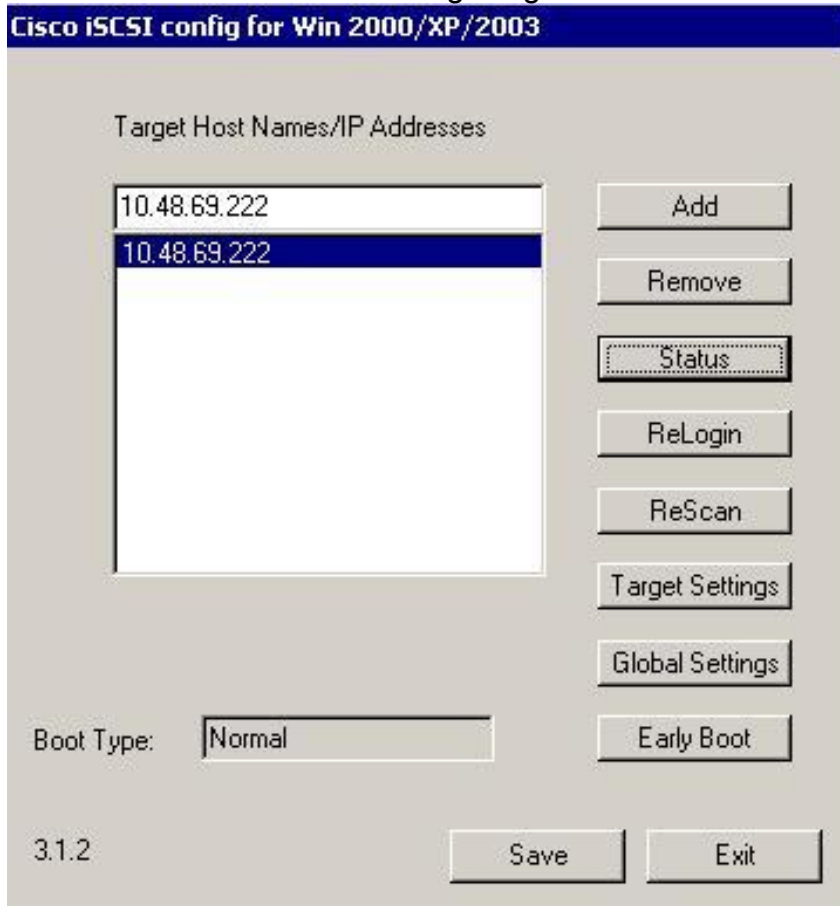 Cisco iSCSI config for Win 2000/XP/2003
Target Host Names/IP Addresses
10.48.69.222
Add
10.48.69.222
Remove
Status
ReLogin
ReScan
Target Settings
Global Settings
Boot Type:
Normal
Early Boot
3.1.2
Save
Exit